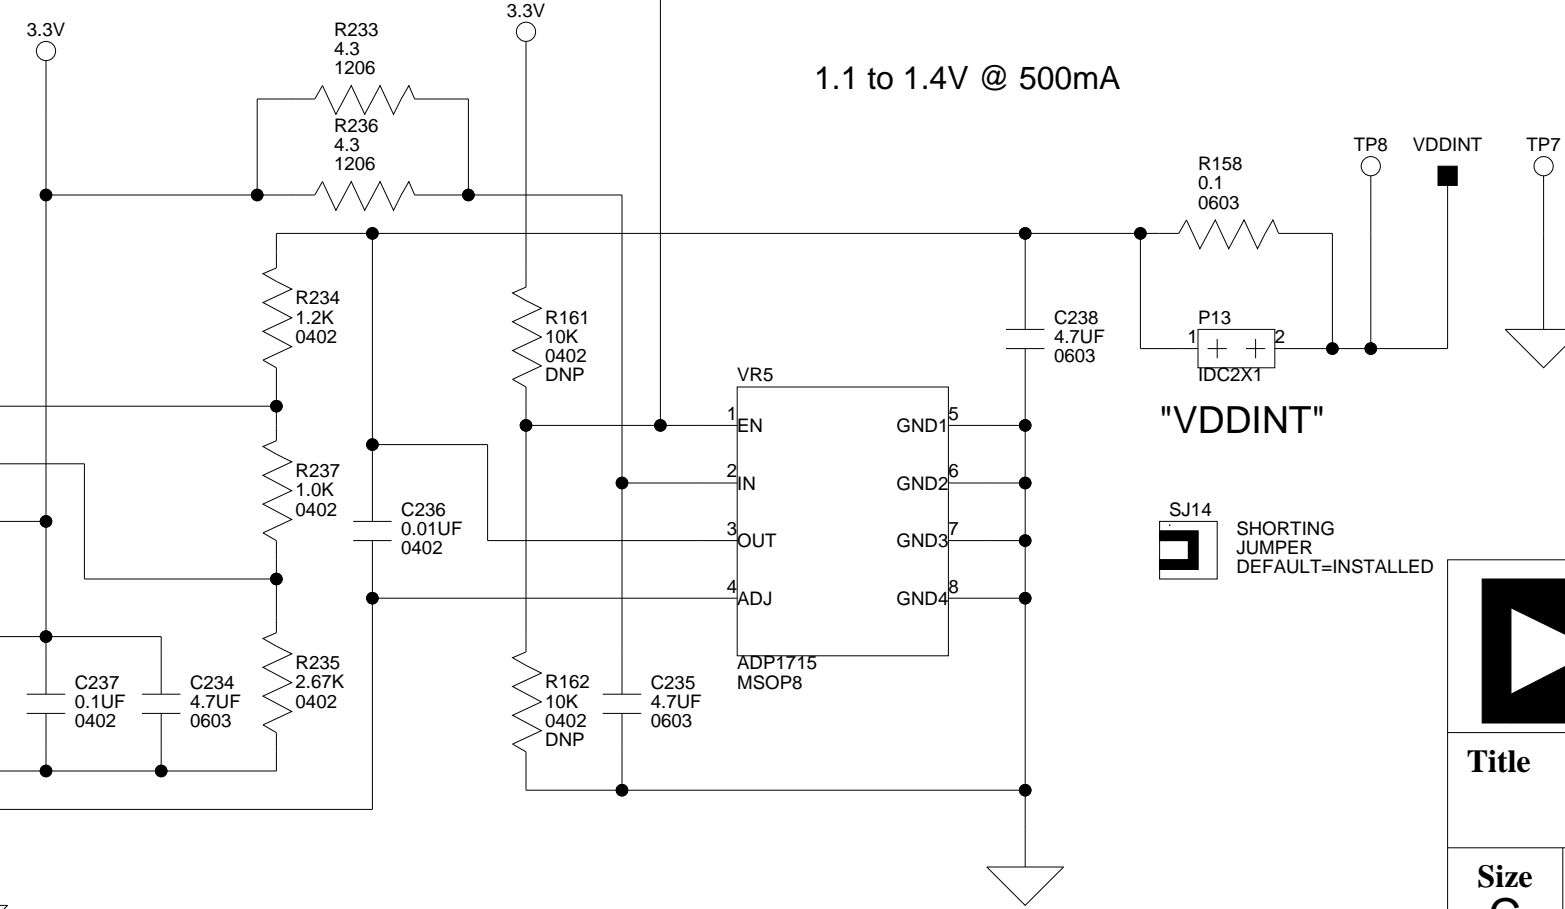 3.3V
R233
4.3
1206
R236
4.3
1206
3.3V
1.1 to 1.4V @ 500mA
R158
0.1
0603
TP8
VDDINT
TP7
R234
1.2K
0402
R161
10K
0402
DNP
C238
4.7UF
0603
P13
1
2
IDC2X1
"VDDINT"
VR5
1
EN
2
IN
3
OUT
4
ADJ
GND1
5
GND2
6
GND3
7
GND4
8
ADP1715
MSOP8
R237
1.0K
0402
C236
0.01UF
0402
SJ14
SHORTING
JUMPER
DEFAULT=INSTALLED
C237
0.1UF
0402
C234
4.7UF
0603
R235
2.67K
0402
R162
10K
0402
DNP
C235
4.7UF
0603
Title
Size